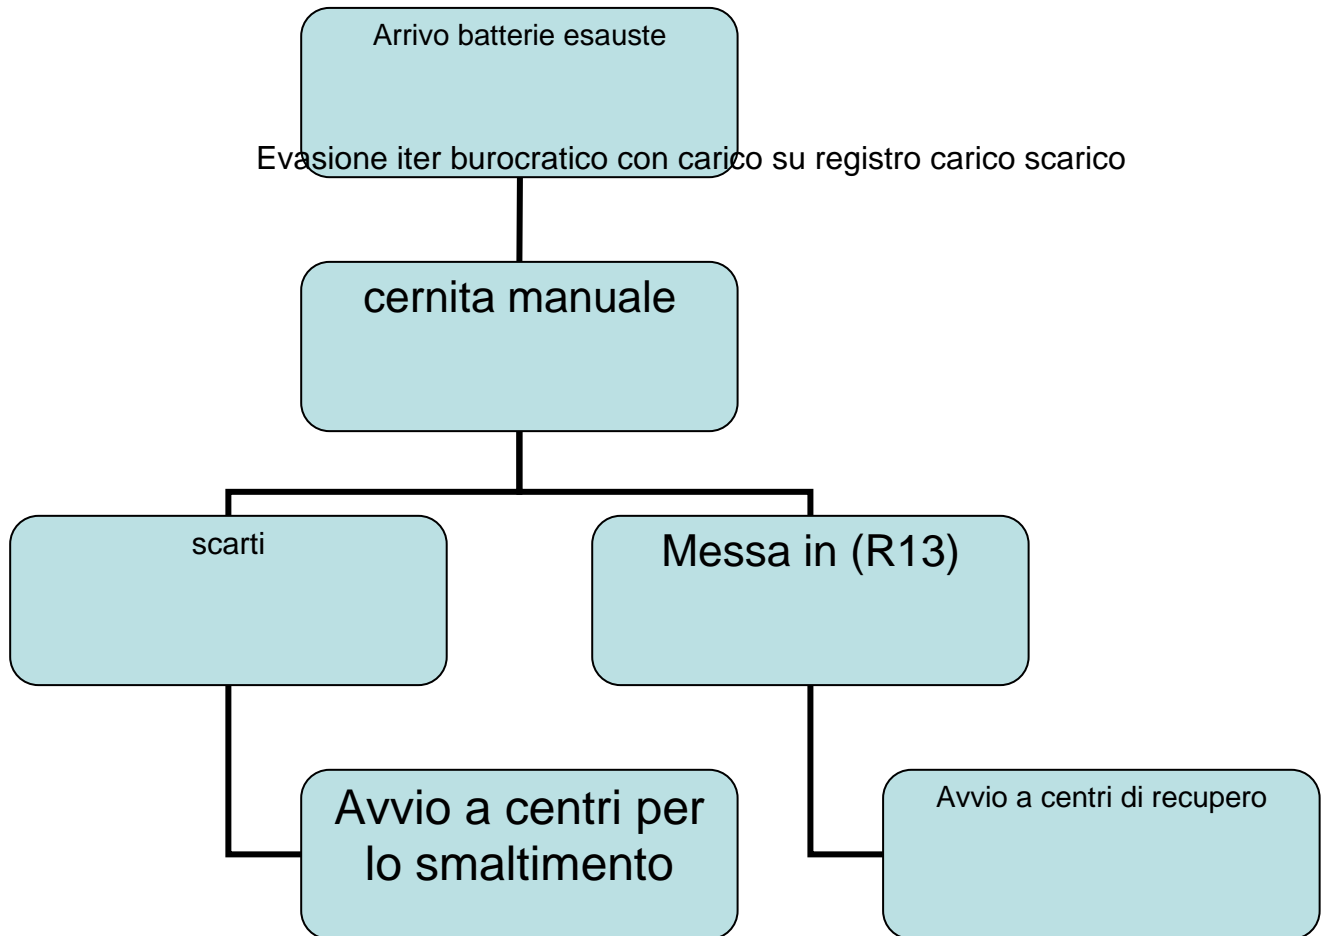 Arrivo batterie esauste
Evasione iter burocratico con carico su registro carico scarico
cernita manuale
scarti
Messa in (R13)
Avvio a centri per
lo smaltimento
Avvio a centri di recupero